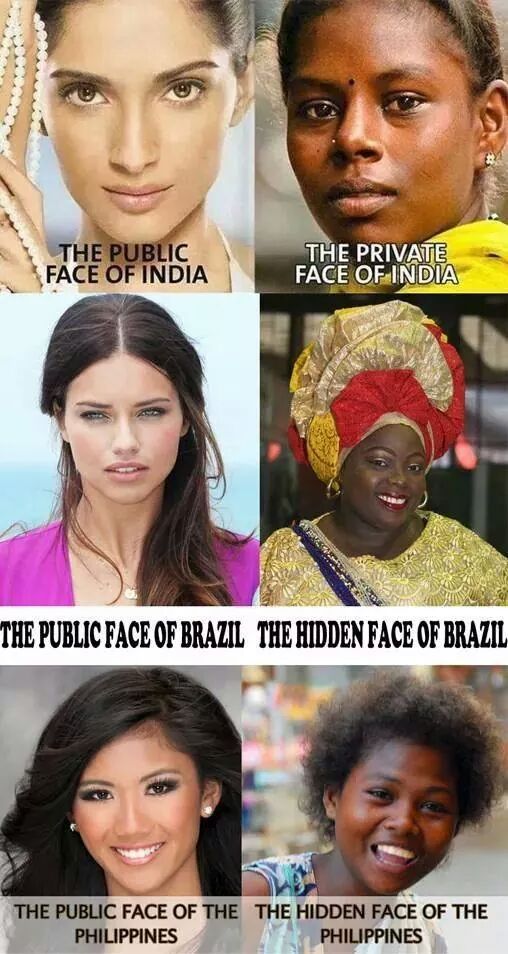 THE PUBLIC
FACE OF INDIA
THE PRIVATE
FACE OF INDIA
THE PUBLIC FACE OF BRAZIL
THE HIDDEN FACE OF BRAZIL
THE PUBLIC FACE OF THE
PHILIPPINES
THE HIDDEN FACE OF THE
PHILIPPINES